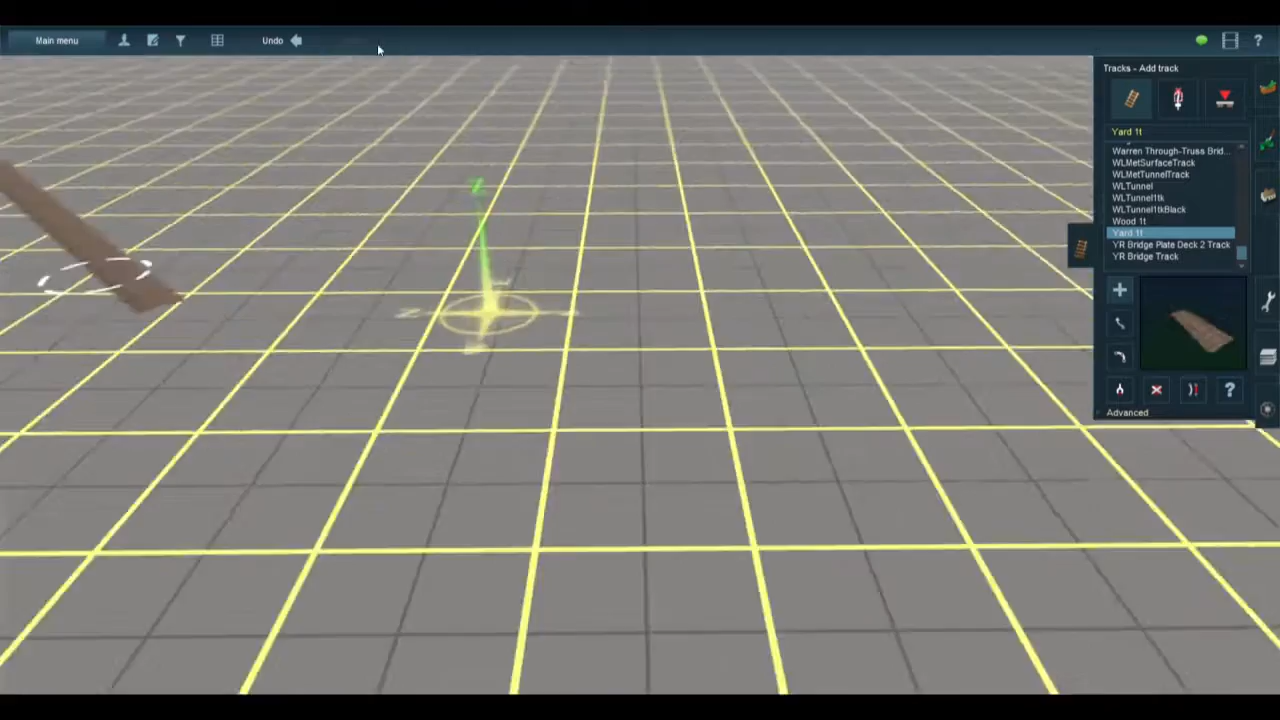 Main menu
Undo
?
Tracks - Add track
Yard 1t
Warren Through-Truss Brid...
WLMetSurfaceTrack
WLMetTunnelTrack
WLTunnel
WLTunnel1tk
WLTunnel1tkBlack
Wood 1t
Yard 1t
YR Bridge Plate Deck 2 Track
YR Bridge Track
?
Advanced